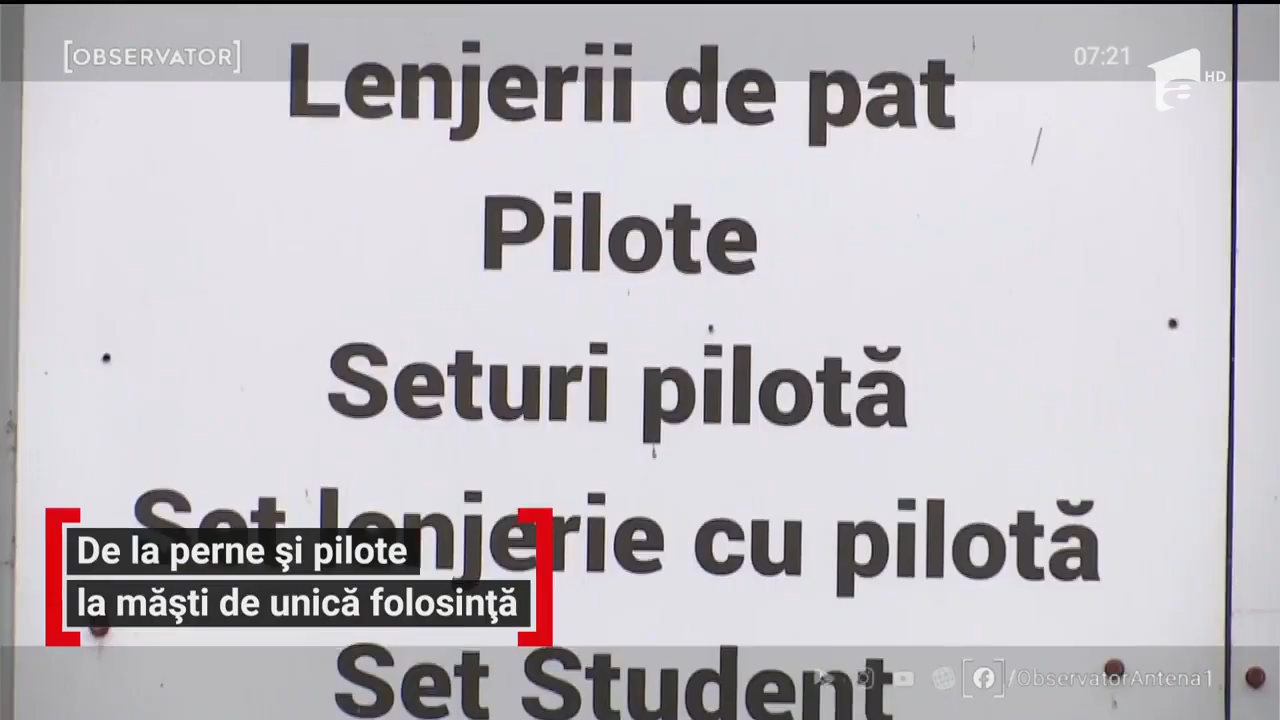 [OBSERVATOR]
07:21
HD
Lenjerii de pat
Pilote
Seturi pilotă
Set lenjerie cu pilotă
De la perne şi pilote
la măşti de unică folosinţă
Set Student
/ObservatorAntena1